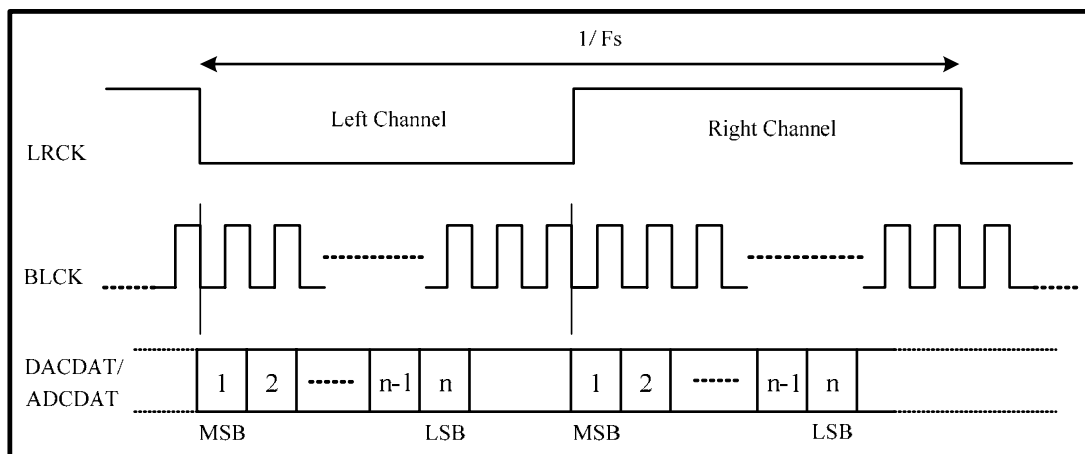 1/ Fs
Left Channel
Right Channel
LRCK
BLCK
DACDAT/
ADCDAT
1 2 n-1 n 1 2 n-1 n
MSB LSB MSB LSB